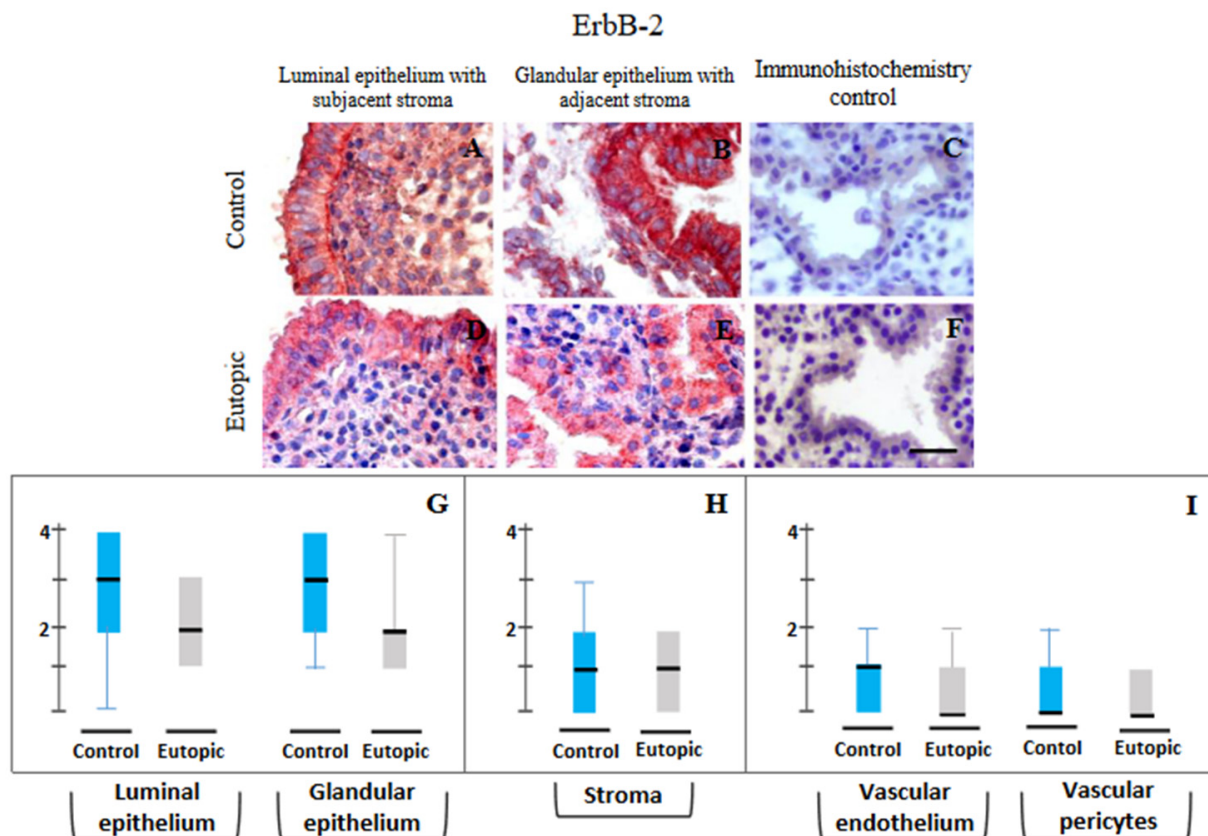 ErbB-2
Luminal epithelium with
subjacent stroma
Glandular epithelium with
adjacent stroma
Immunohistochemistry
control
Control
A
B
C
Eutopic
D
E
F
G
4
2
Control
Eutopic
Control
Eutopic
Luminal
epithelium
Glandular
epithelium
H
4
2
Control
Eutopic
Stroma
I
4
2
Control
Eutopic
Contol
Eutopic
Vascular
endothelium
Vascular
pericytes